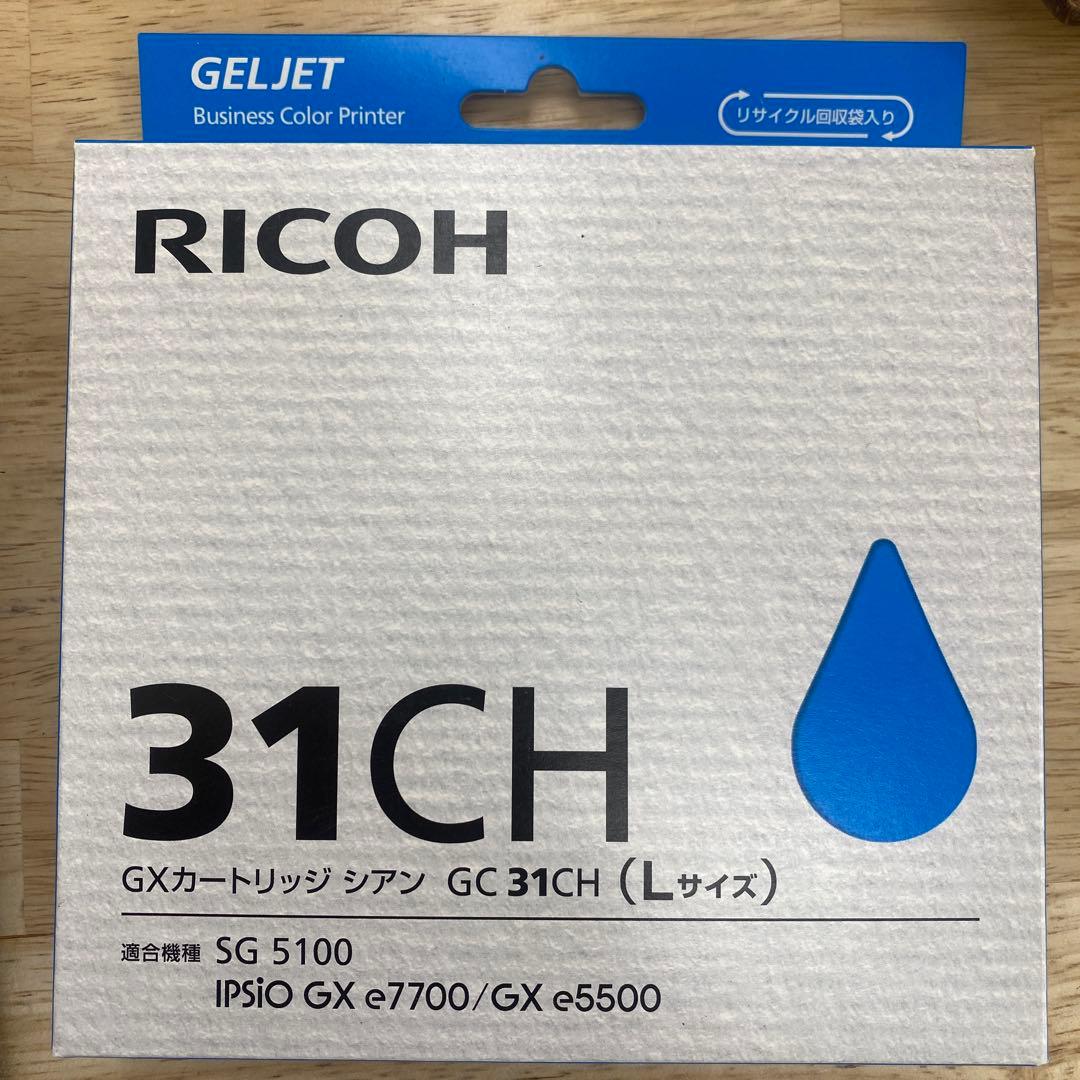 GELJET
Business Color Printer
リサイクル回収袋入り
RICOH
31CH
GXカートリッジ シアン GC 31CH (Lサイズ)
適合機種 SG 5100
IPSiO GX e7700/GX e5500